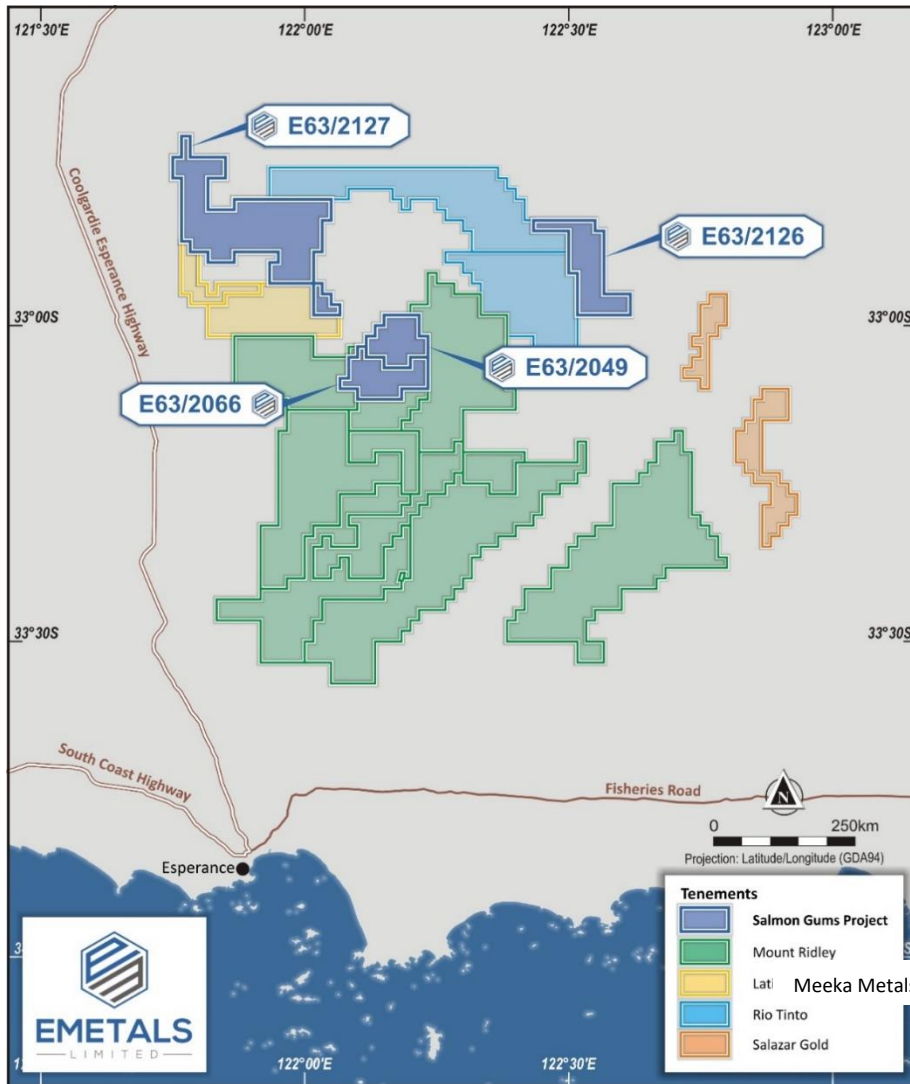 121°30'E
122°00'E
122°30'E
123°00'E
E63/2127
E63/2126
Coolgardie Esperance Highway
33°00S
33°00S
E63/2049
E63/2066
33°30S
33°30S
South Coast Highway
Fisheries Road
N
0 250km
Projection: Latitude/Longitude (GDA94)
Esperance
Tenements
Salmon Gums Project
Mount Ridley
Meeka Metals
Rio Tinto
Salazar Gold
EMETALS
LIMITED
122°00'E
122°30'E